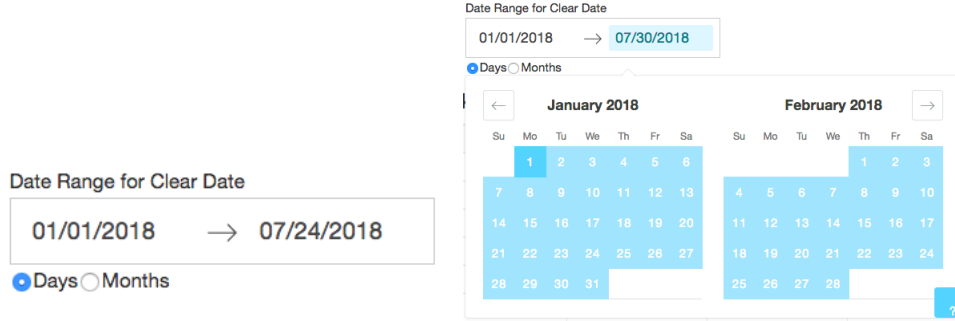 Date Range for Clear Date
01/01/2018 → 07/24/2018
Days Months
Date Range for Clear Date
01/01/2018 → 07/30/2018
Days Months
← January 2018 February 2018 →
Su Mo Tu We Th Fr Sa Su Mo Tu We Th Fr Sa
1 2 3 4 5 6 1 2 3
7 8 9 10 11 12 13 4 5 6 7 8 9 10
14 15 16 17 18 19 20 11 12 13 14 15 16 17
21 22 23 24 25 26 27 18 19 20 21 22 23 24
28 29 30 31 25 26 27 28
?